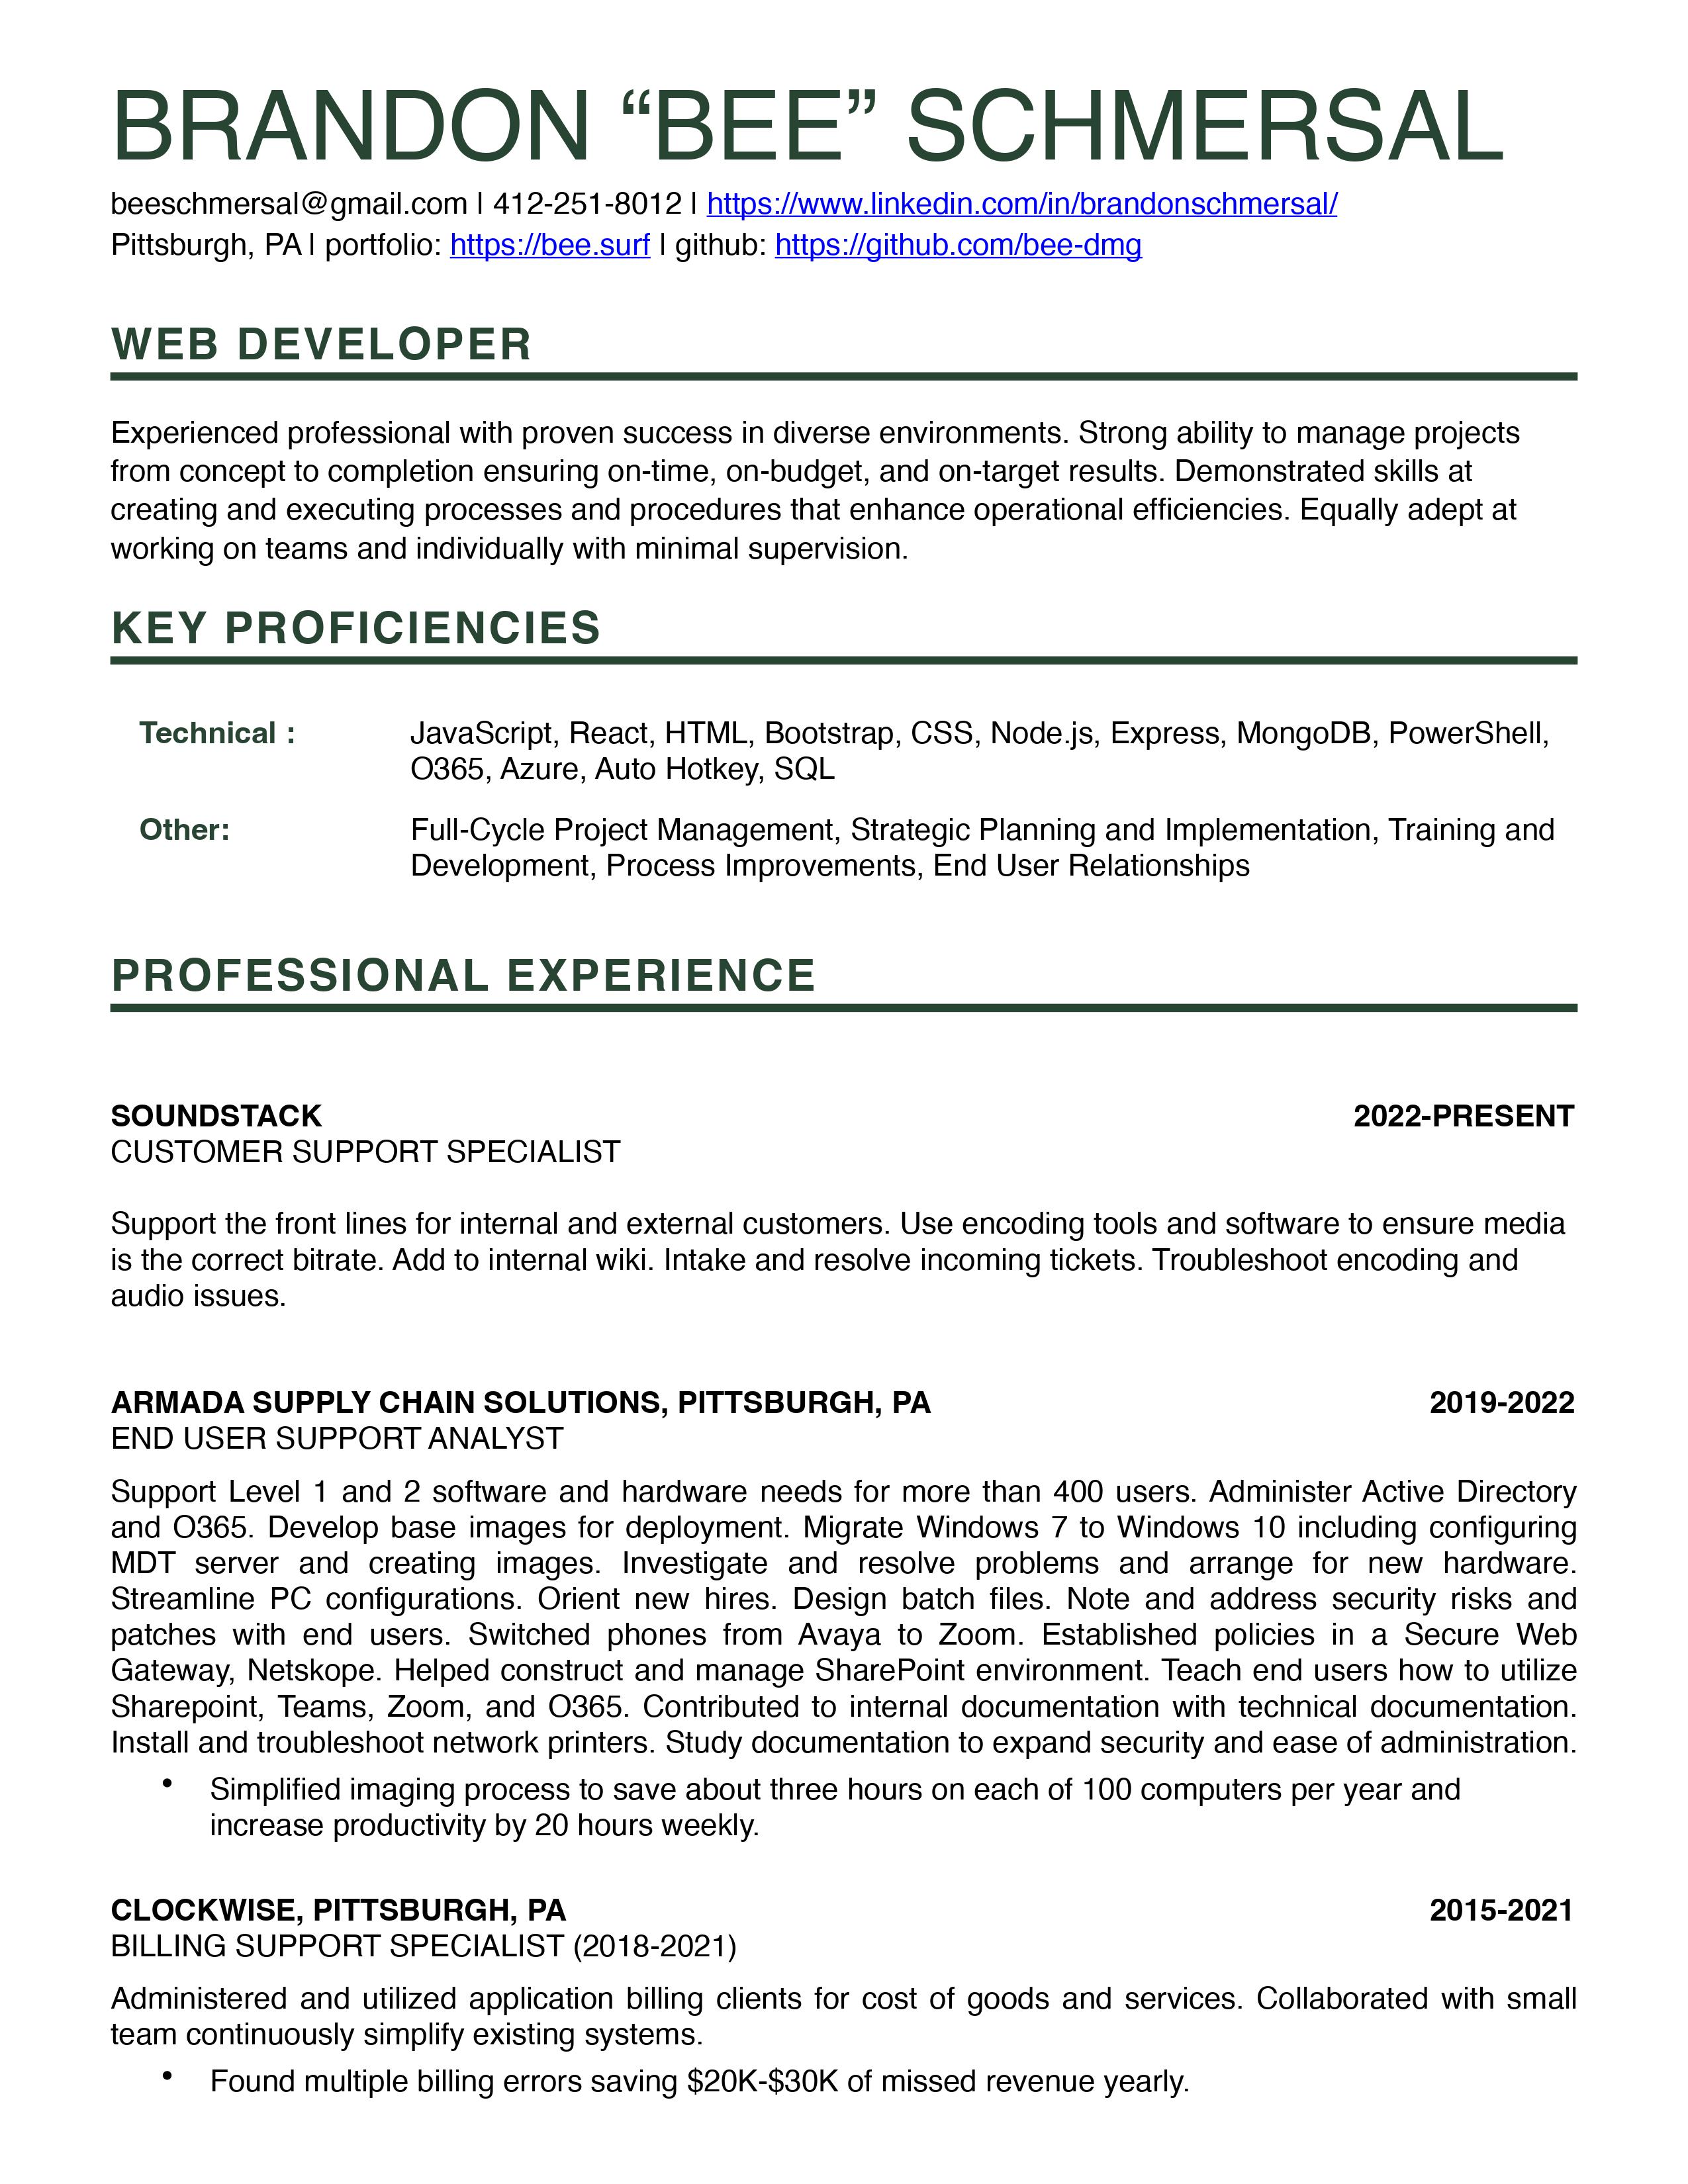 BRANDON “BEE” SCHMERSAL
beeschmersal@gmail.com | 412-251-8012 | https://www.linkedin.com/in/brandonschmersal/
Pittsburgh, PA | portfolio: https://bee.surf | github: https://github.com/bee-dmg
WEB DEVELOPER
Experienced professional with proven success in diverse environments. Strong ability to manage projects
from concept to completion ensuring on-time, on-budget, and on-target results. Demonstrated skills at
creating and executing processes and procedures that enhance operational efficiencies. Equally adept at
working on teams and individually with minimal supervision.
KEY PROFICIENCIES
Technical : JavaScript, React, HTML, Bootstrap, CSS, Node.js, Express, MongoDB, PowerShell,
O365, Azure, Auto Hotkey, SQL
Other: Full-Cycle Project Management, Strategic Planning and Implementation, Training and
Development, Process Improvements, End User Relationships
PROFESSIONAL EXPERIENCE
SOUNDSTACK 2022-PRESENT
CUSTOMER SUPPORT SPECIALIST
Support the front lines for internal and external customers. Use encoding tools and software to ensure media
is the correct bitrate. Add to internal wiki. Intake and resolve incoming tickets. Troubleshoot encoding and
audio issues.
ARMADA SUPPLY CHAIN SOLUTIONS, PITTSBURGH, PA 2019-2022
END USER SUPPORT ANALYST
Support Level 1 and 2 software and hardware needs for more than 400 users. Administer Active Directory
and O365. Develop base images for deployment. Migrate Windows 7 to Windows 10 including configuring
MDT server and creating images. Investigate and resolve problems and arrange for new hardware.
Streamline PC configurations. Orient new hires. Design batch files. Note and address security risks and
patches with end users. Switched phones from Avaya to Zoom. Established policies in a Secure Web
Gateway, Netskope. Helped construct and manage SharePoint environment. Teach end users how to utilize
Sharepoint, Teams, Zoom, and O365. Contributed to internal documentation with technical documentation.
Install and troubleshoot network printers. Study documentation to expand security and ease of administration.
• Simplified imaging process to save about three hours on each of 100 computers per year and
increase productivity by 20 hours weekly.
CLOCKWISE, PITTSBURGH, PA 2015-2021
BILLING SUPPORT SPECIALIST (2018-2021)
Administered and utilized application billing clients for cost of goods and services. Collaborated with small
team continuously simplify existing systems.
• Found multiple billing errors saving $20K-$30K of missed revenue yearly.